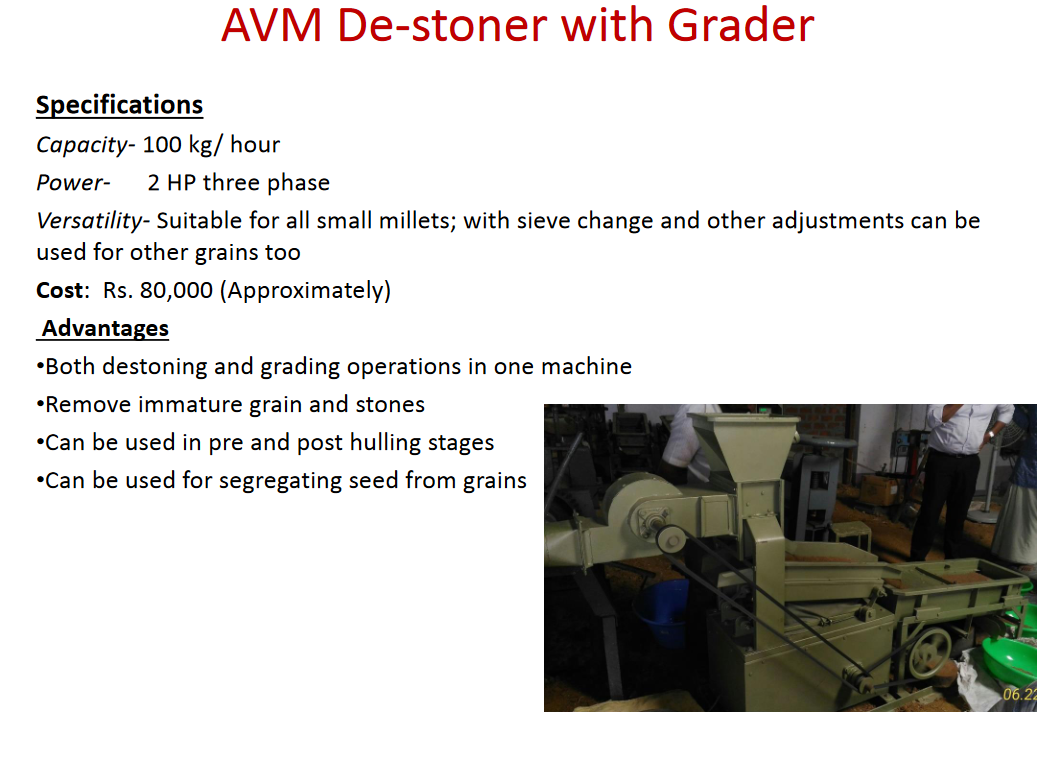 AVM De-stoner with Grader
Specifications
Capacity- 100 kg/ hour
Power- 2 HP three phase
Versatility- Suitable for all small millets; with sieve change and other adjustments can be
used for other grains too
Cost: Rs. 80,000 (Approximately)
Advantages
•Both destoning and grading operations in one machine
•Remove immature grain and stones
•Can be used in pre and post hulling stages
•Can be used for segregating seed from grains
06.22